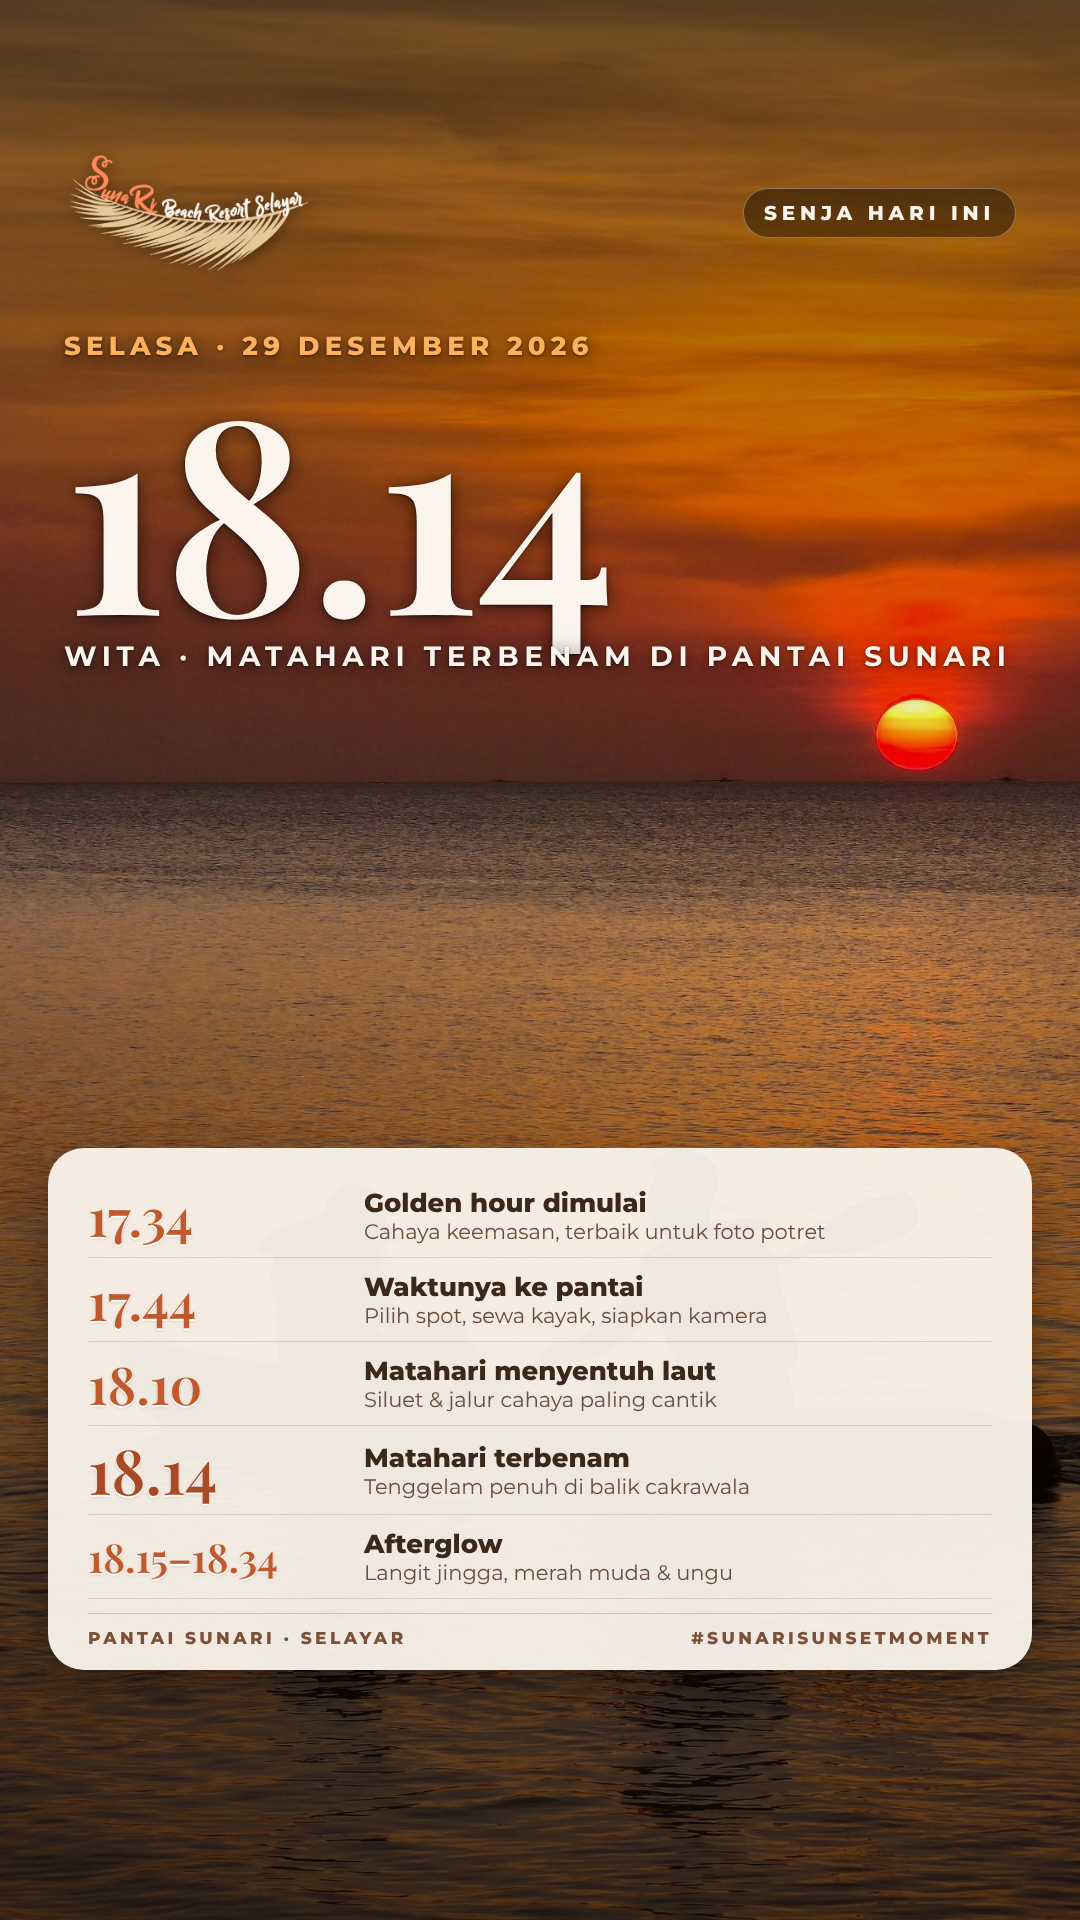 SunaRi Beach Resort Selayar
SENJA HARI INI
SELASA · 29 DESEMBER 2026
18.14
WITA · MATAHARI TERBENAM DI PANTAI SUNARI
17.34
Golden hour dimulai
Cahaya keemasan, terbaik untuk foto potret
17.44
Waktunya ke pantai
Pilih spot, sewa kayak, siapkan kamera
18.10
Matahari menyentuh laut
Siluet & jalur cahaya paling cantik
18.14
Matahari terbenam
Tenggelam penuh di balik cakrawala
18.15–18.34
Afterglow
Langit jingga, merah muda & ungu
PANTAI SUNARI · SELAYAR
#SUNARISUNSETMOMENT